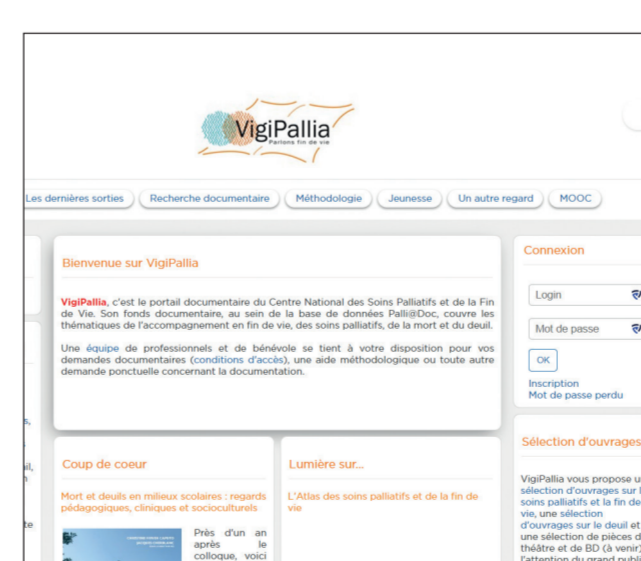 VigiPallia
Parlons fin de vie
Les dernières sorties
Recherche documentaire
Méthodologie
Jeunesse
Un autre regard
MOOC
Bienvenue sur VigiPallia
VigiPallia, c'est le portail documentaire du Centre National des Soins Palliatifs et de la Fin
de Vie. Son fonds documentaire, au sein de la base de données Palli@Doc, couvre les
thématiques de l'accompagnement en fin de vie, des soins palliatifs, de la mort et du deuil.
Une équipe de professionnels et de bénévole se tient à votre disposition pour vos
demandes documentaires (conditions d'accès), une aide méthodologique ou toute autre
demande ponctuelle concernant la documentation.
Connexion
Login
Mot de passe
OK
Inscription
Mot de passe perdu
Coup de coeur
Mort et deuils en milieux scolaires : regards
pédagogiques, cliniques et socioculturels
Près d'un an
après le
colloque, voici
Lumière sur...
L'Atlas des soins palliatifs et de la fin de
vie
Sélection d'ouvrages
VigiPallia vous propose
sélection d'ouvrages sur
soins palliatifs et la fin de
vie, une sélection
d'ouvrages sur le deuil et
une sélection de pièces
théâtre et de BD (à venir)
l'attention du grand